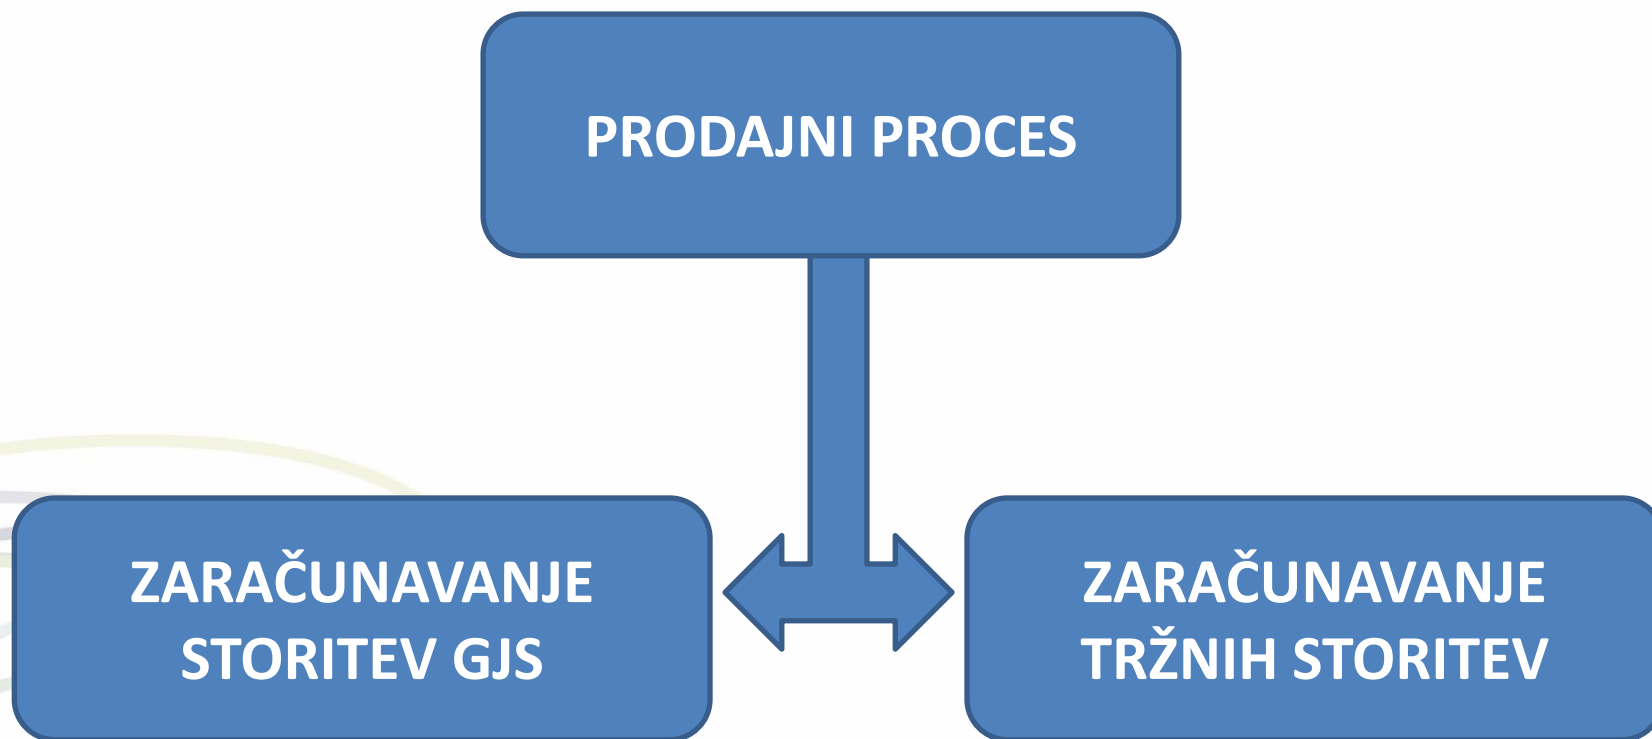 PRODAJNI PROCES
ZARAČUNAVANJE
STORITEV GJS
ZARAČUNAVANJE
TRŽNIH STORITEV